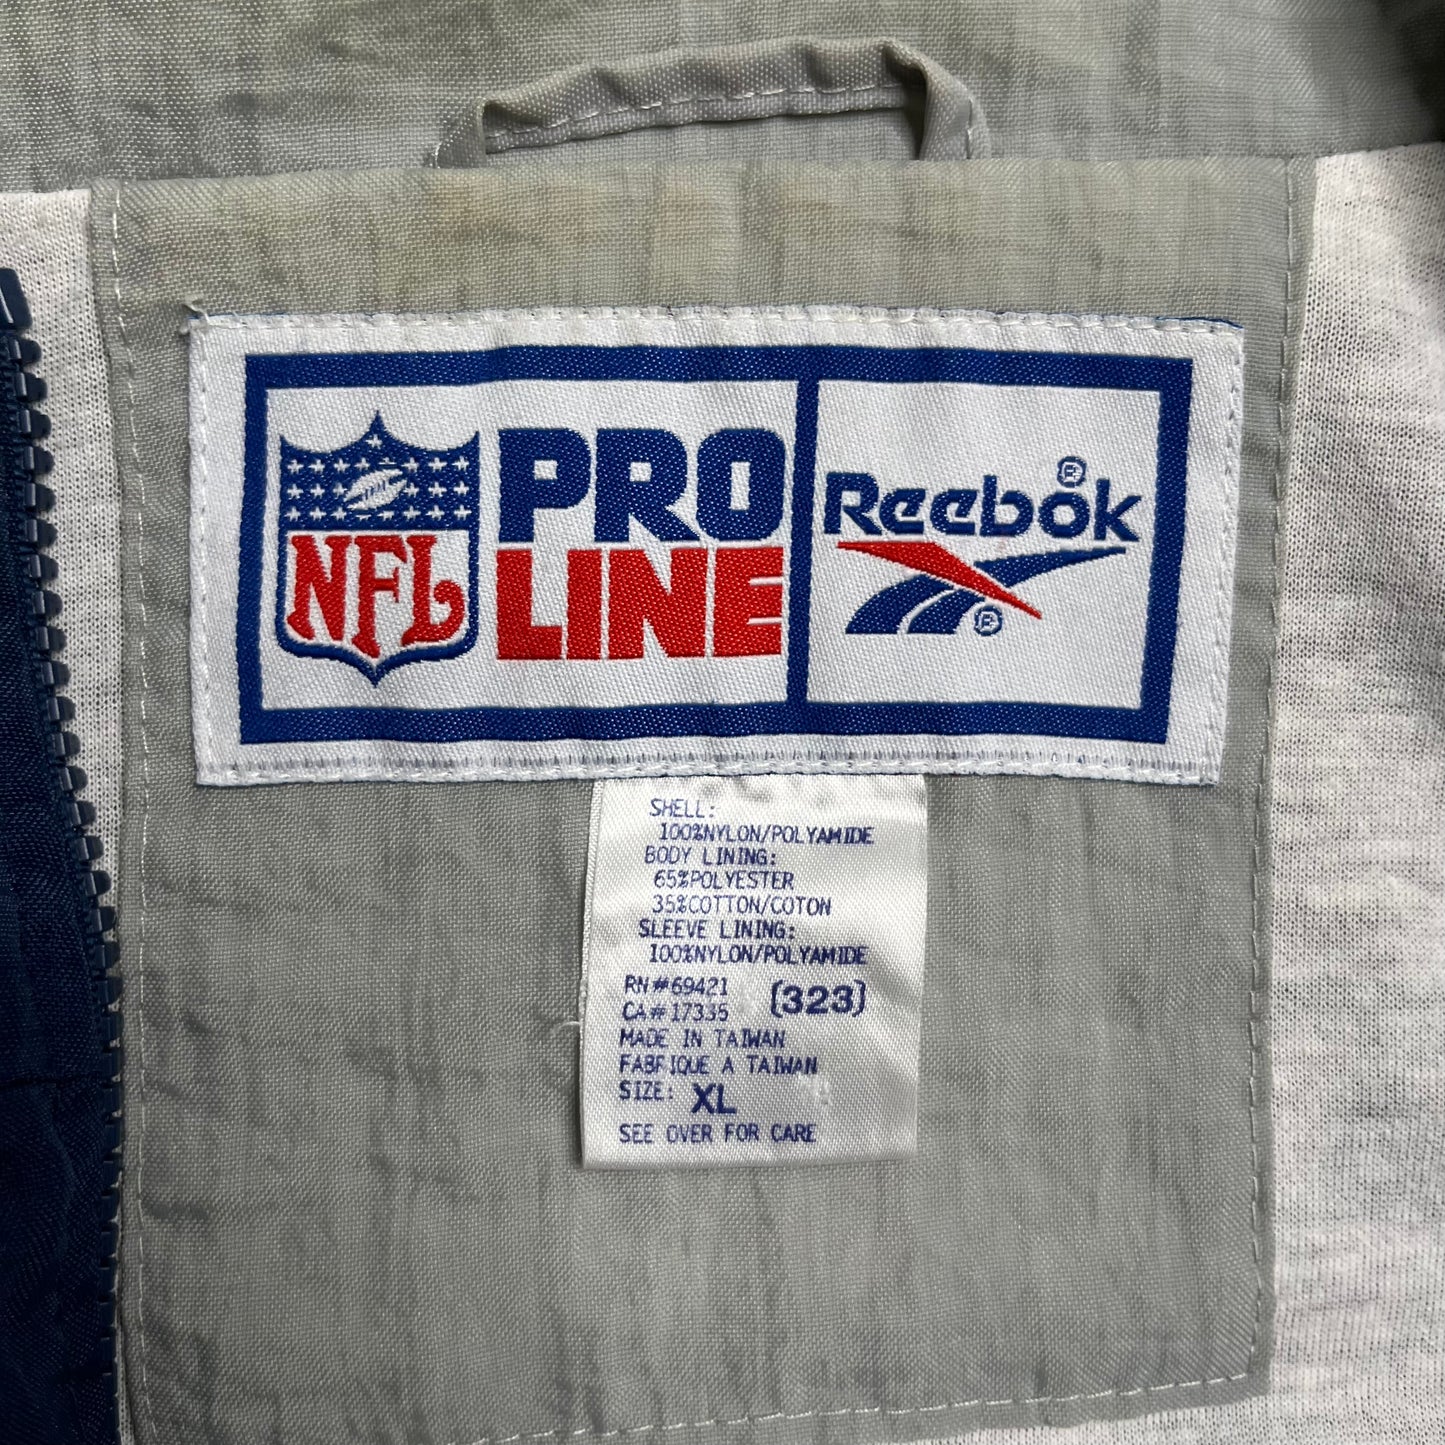 NFL
PRO
LINE
Reebok®
®
SHELL:
100%NYLON/POLYAMIDE
BODY LINING:
65%POLYESTER
35%COTTON/COTON
SLEEVE LINING:
100%NYLON/POLYAMIDE
RN#69421 (323)
CA#17335
MADE IN TAIWAN
FABRIQUE A TAIWAN
SIZE: XL
SEE OVER FOR CARE